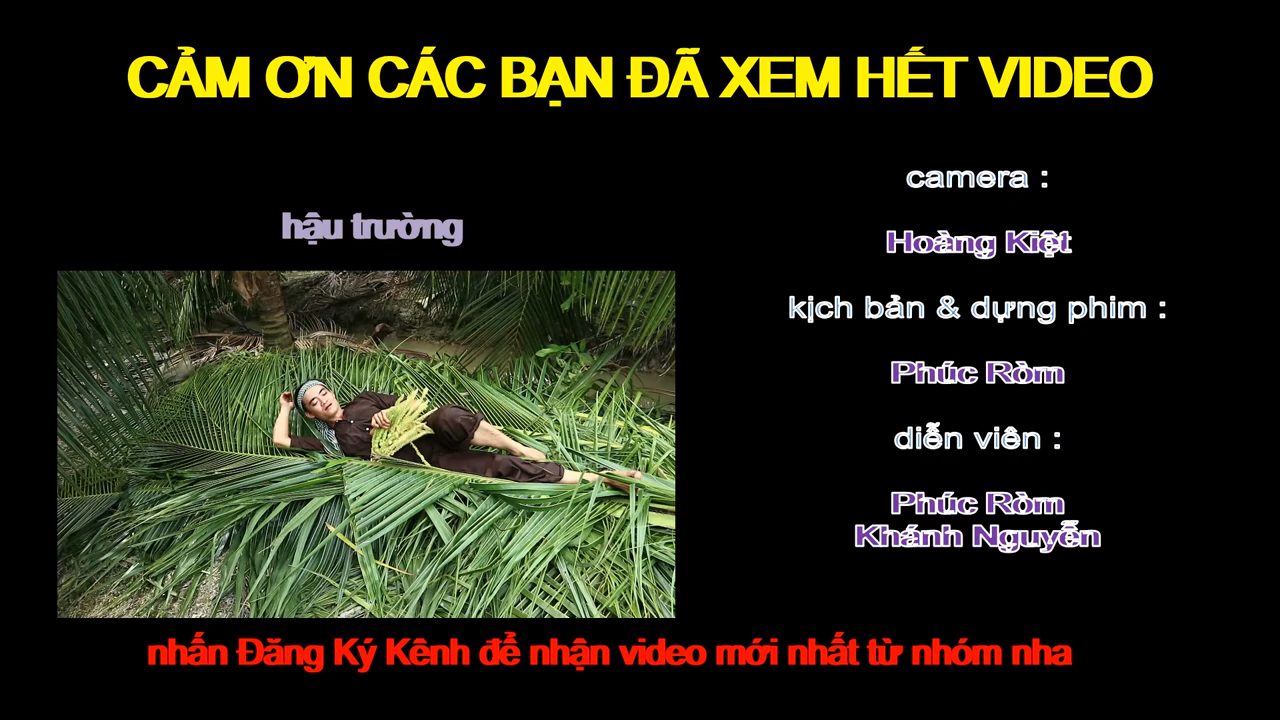 CẢM ƠN CÁC BẠN ĐÃ XEM HẾT VIDEO
hậu trường
camera :
Hoàng Kiệt
kịch bản & dựng phim :
Phúc Ròm
diễn viên :
Phúc Ròm
Khánh Nguyễn
nhấn Đăng Ký Kênh để nhận video mới nhất từ nhóm nha